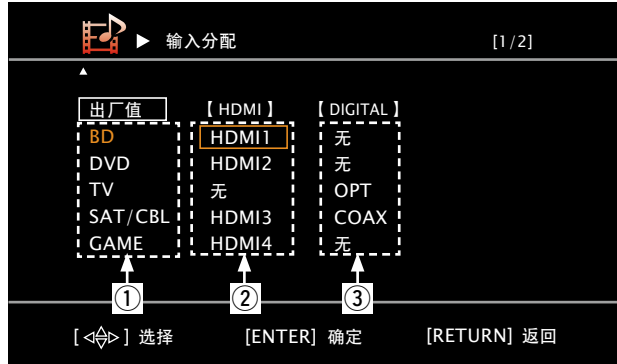 ▶ 输入分配 [1/2]
▲
出厂值 【 HDMI 】 【 DIGITAL 】
BD HDMI1 无
DVD HDMI2 无
TV 无 OPT
SAT/CBL HDMI3 COAX
GAME HDMI4 无
① ② ③
[ ◁△▽▷ ] 选择 [ENTER] 确定 [RETURN] 返回